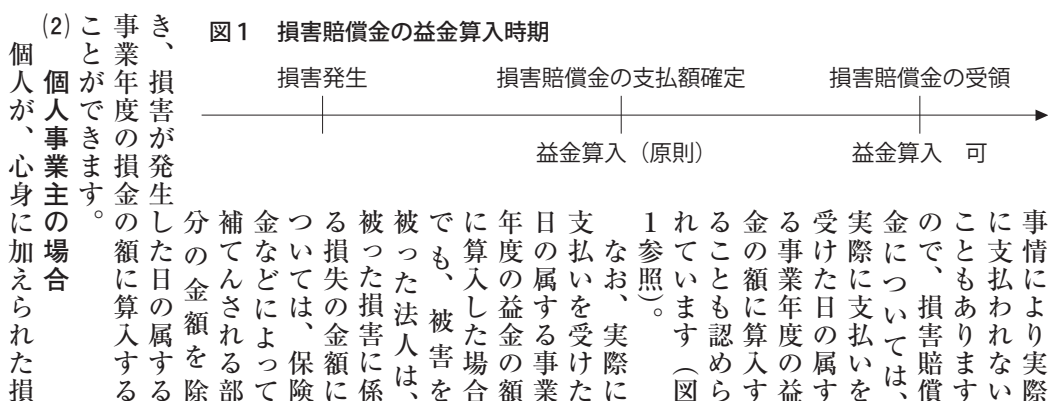 図1 損害賠償金の益金算入時期
損害発生
損害賠償金の支払額確定
損害賠償金の受領
益金算入（原則）
益金算入 可
事情により実際
に支払われない
こともあります
ので、損害賠償
金については、
実際に支払いを
受けた日の属す
る事業年度の益
金の額に算入す
ることも認めら
れています（図
1参照）。
なお、実際に
支払いを受けた
日の属する事業
年度の益金の額
に算入した場合
でも、被害を
被った法人は、
被った損害に係
る損失の金額に
ついては、保険
金などによって
補てんされる部
分の金額を除
き、損害が発生した日の属する
事業年度の損金の額に算入する
ことができます。
(2) 個人事業主の場合
個人が、心身に加えられた損